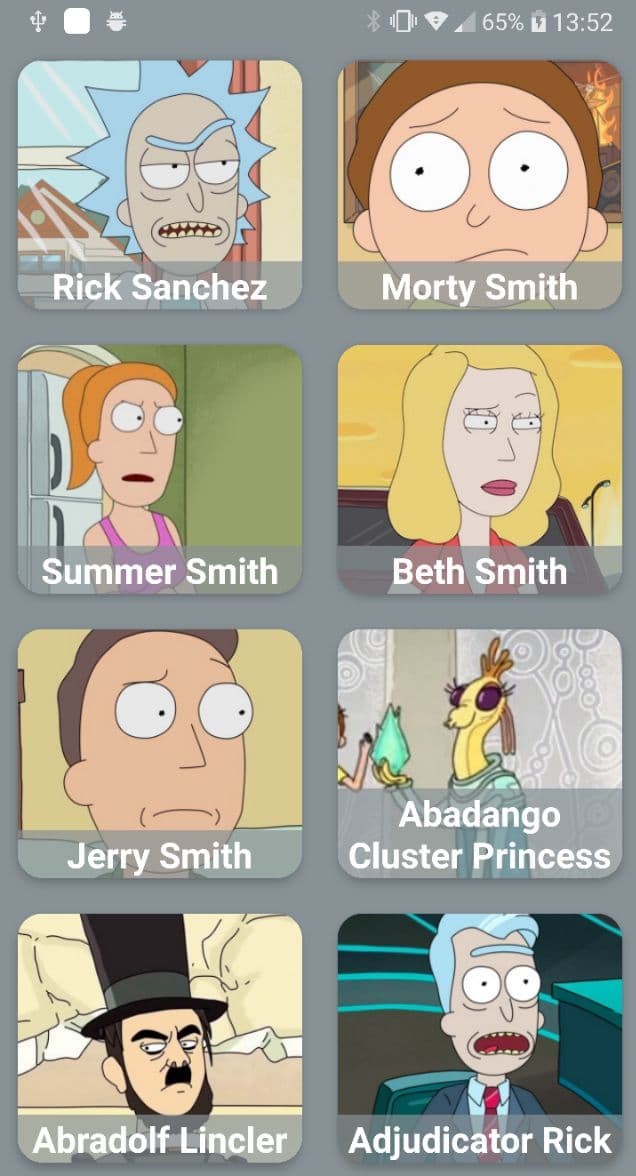 65% 13:52
Rick Sanchez
Morty Smith
Summer Smith
Beth Smith
Jerry Smith
Abadango
Cluster Princess
Abradolf Lincler
Adjudicator Rick